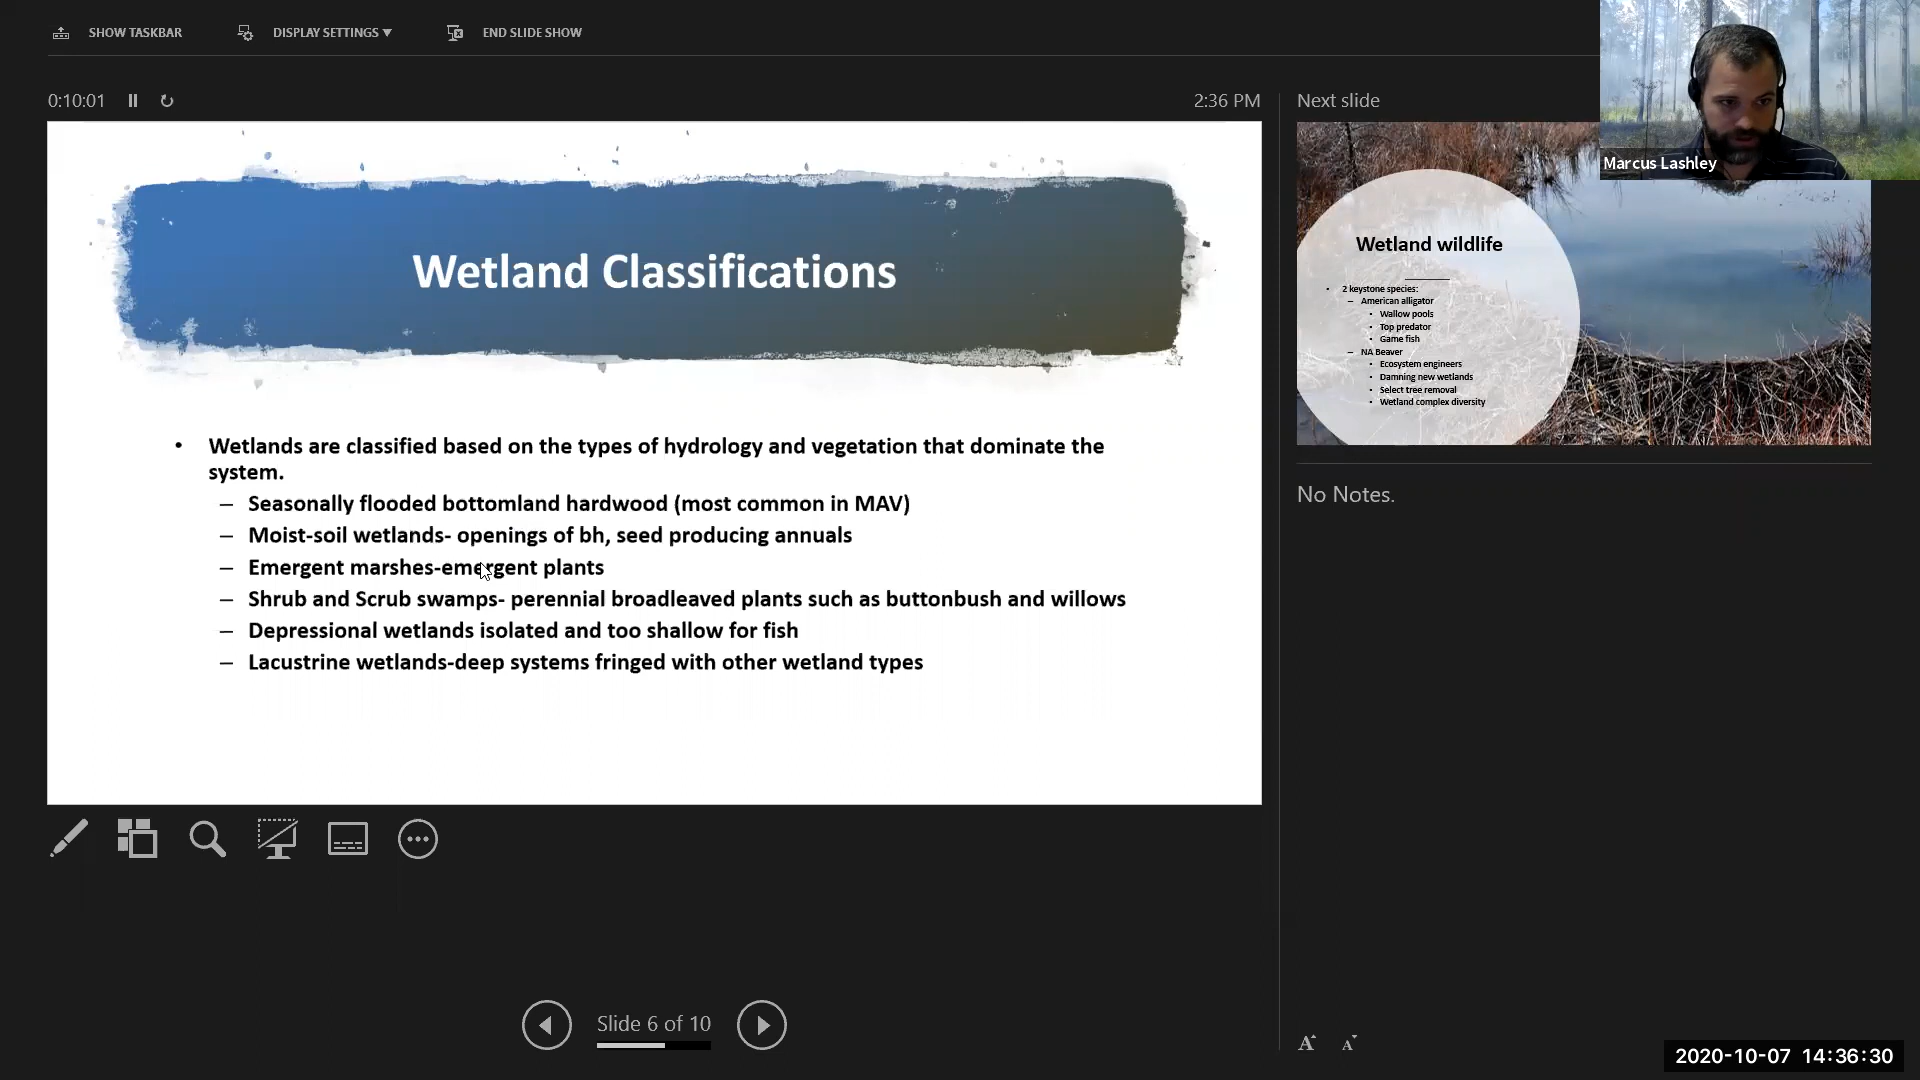 SHOW TASKBAR
DISPLAY SETTINGS ▼
END SLIDE SHOW
0:10:01
2:36 PM
Next slide
Marcus Lashley
Wetland Classifications
• Wetlands are classified based on the types of hydrology and vegetation that dominate the
system.
– Seasonally flooded bottomland hardwood (most common in MAV)
– Moist-soil wetlands- openings of bh, seed producing annuals
– Emergent marshes-emergent plants
– Shrub and Scrub swamps- perennial broadleaved plants such as buttonbush and willows
– Depressional wetlands isolated and too shallow for fish
– Lacustrine wetlands-deep systems fringed with other wetland types
Wetland wildlife
• 2 keystone species:
– American alligator
• Wallow pools
• Top predator
• Game fish
– NA Beaver
• Ecosystem engineers
• Damning new wetlands
• Select tree removal
• Wetland complex diversity
No Notes.
Slide 6 of 10
A A
2020-10-07 14:36:30